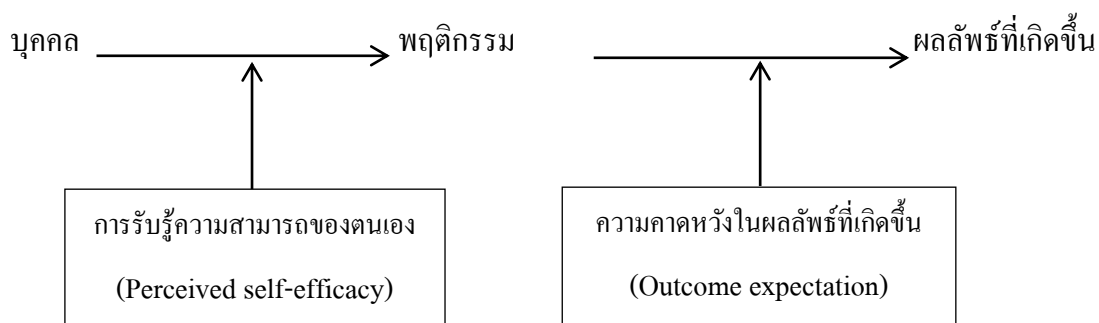 บุคคล พฤติกรรม ผลลัพธ์ที่เกิดขึ้น
การรับรู้ความสามารถของตนเอง
(Perceived self-efficacy)
ความคาดหวังในผลลัพธ์ที่เกิดขึ้น
(Outcome expectation)